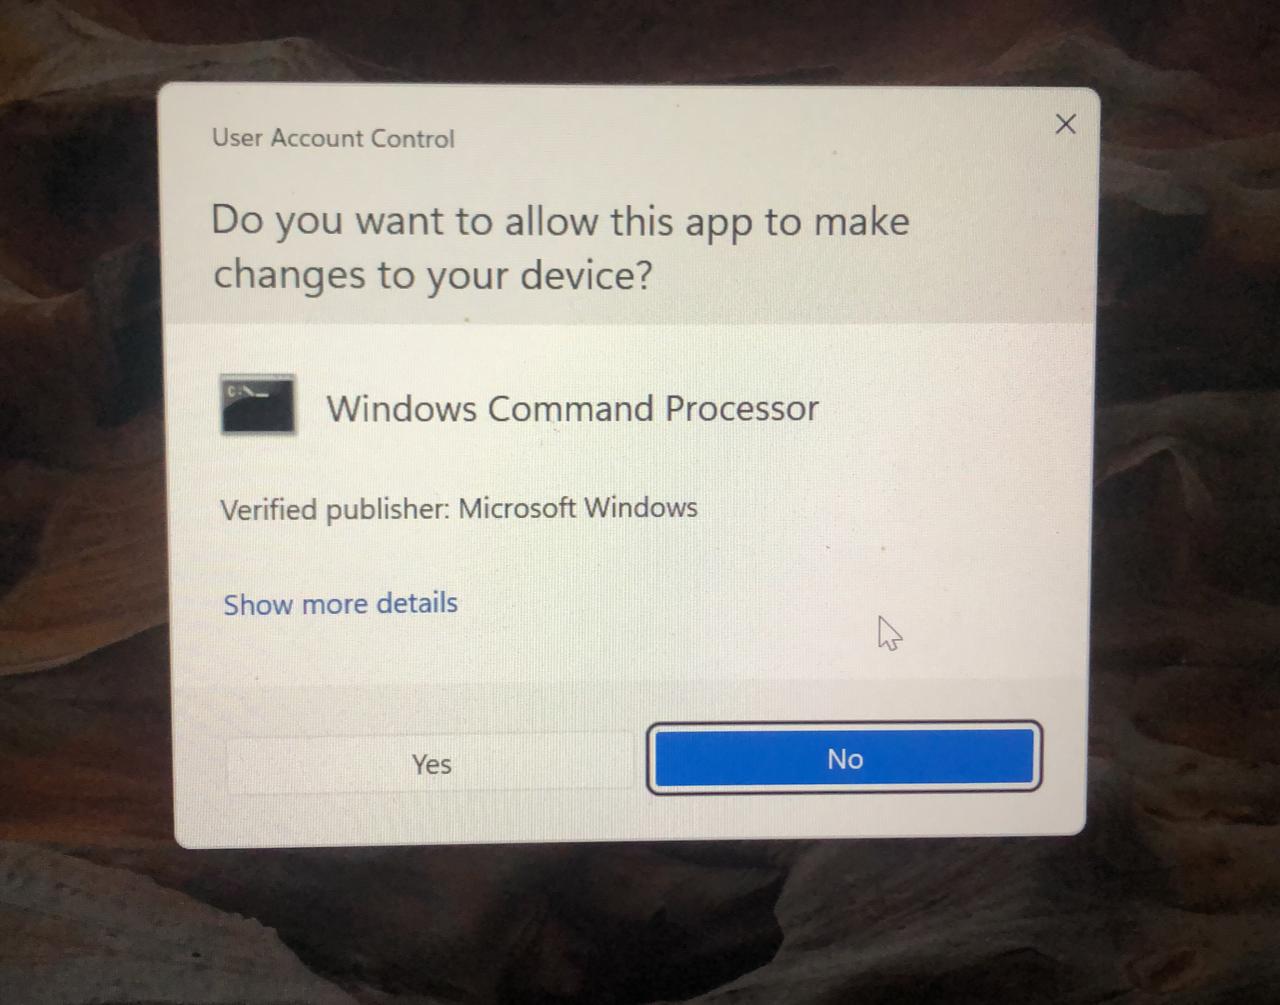 User Account Control
Do you want to allow this app to make
changes to your device?
C:\_
Windows Command Processor
Verified publisher: Microsoft Windows
Show more details
Yes
No